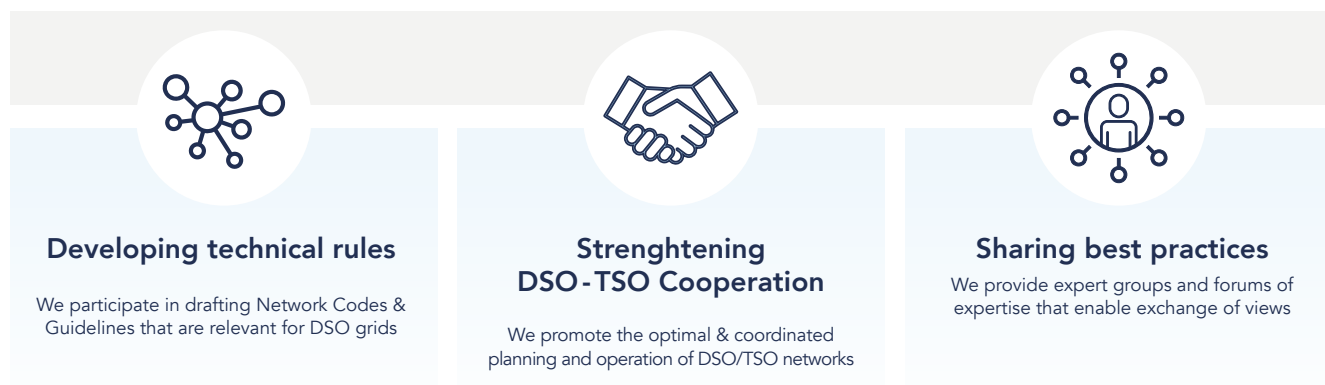 Developing technical rules
We participate in drafting Network Codes &
Guidelines that are relevant for DSO grids
Strenghtening
DSO-TSO Cooperation
We promote the optimal & coordinated
planning and operation of DSO/TSO networks
Sharing best practices
We provide expert groups and forums of
expertise that enable exchange of views